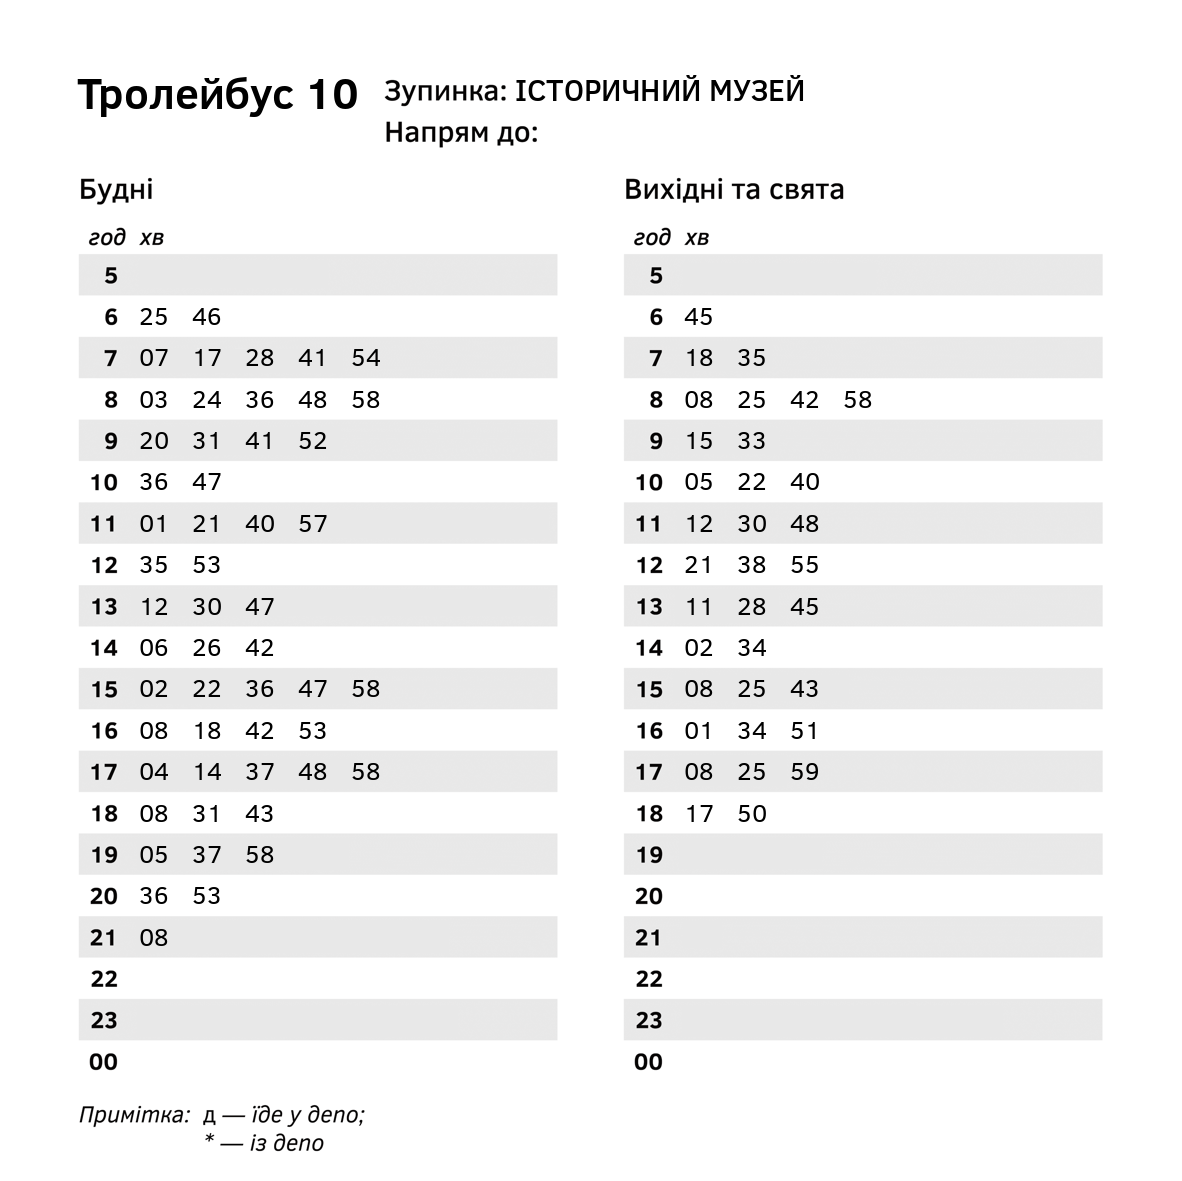 Тролейбус 10
Зупинка: ІСТОРИЧНИЙ МУЗЕЙ
Напрям до:
Будні
год хв
5
6 25 46
7 07 17 28 41 54
8 03 24 36 48 58
9 20 31 41 52
10 36 47
11 01 21 40 57
12 35 53
13 12 30 47
14 06 26 42
15 02 22 36 47 58
16 08 18 42 53
17 04 14 37 48 58
18 08 31 43
19 05 37 58
20 36 53
21 08
22
23
00
Вихідні та свята
год хв
5
6 45
7 18 35
8 08 25 42 58
9 15 33
10 05 22 40
11 12 30 48
12 21 38 55
13 11 28 45
14 02 34
15 08 25 43
16 01 34 51
17 08 25 59
18 17 50
19
20
21
22
23
00
Примітка: д — їде у депо;
* — із депо